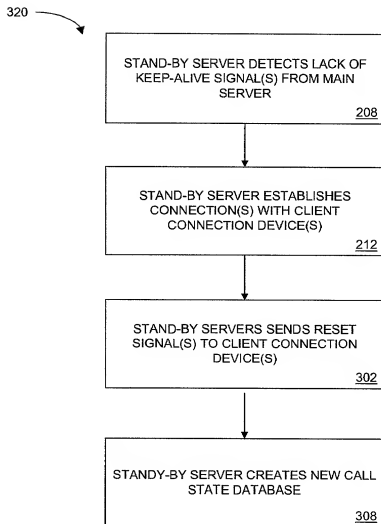 320
STAND-BY SERVER DETECTS LACK OF
KEEP-ALIVE SIGNAL(S) FROM MAIN
SERVER
208
STAND-BY SERVER ESTABLISHES
CONNECTION(S) WITH CLIENT
CONNECTION DEVICE(S)
212
STAND-BY SERVERS SENDS RESET
SIGNAL(S) TO CLIENT CONNECTION
DEVICE(S)
302
STANDY-BY SERVER CREATES NEW CALL
STATE DATABASE
308